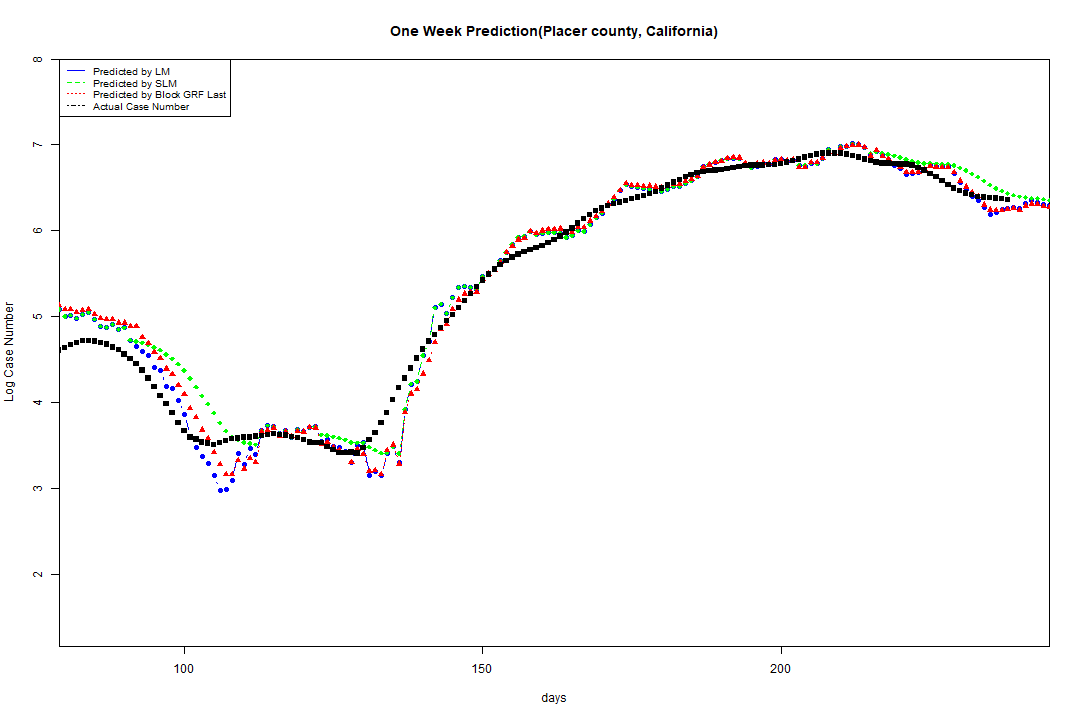 One Week Prediction(Placer county, California)
Predicted by LM
Predicted by SLM
Predicted by Block GRF Last
Actual Case Number
8
7
6
5
4
3
2
Log Case Number
100 150 200
days